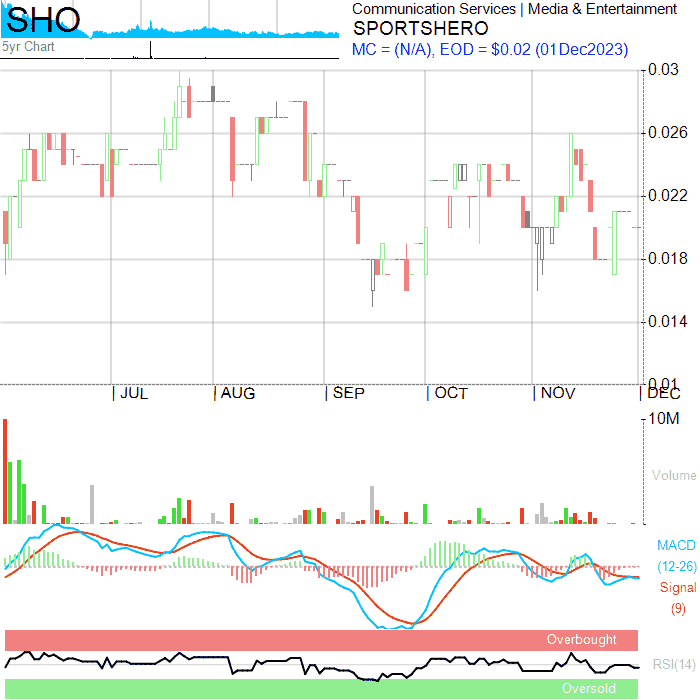 SHO
Communication Services | Media & Entertainment
SPORTSHERO
5yr Chart
MC = (N/A), EOD = $0.02 (01Dec2023)
0.03
0.026
0.022
0.018
0.014
0.01
JUL AUG SEP OCT NOV DEC
10M
Volume
MACD
(12-26)
Signal
(9)
Overbought
RSI(14)
Oversold